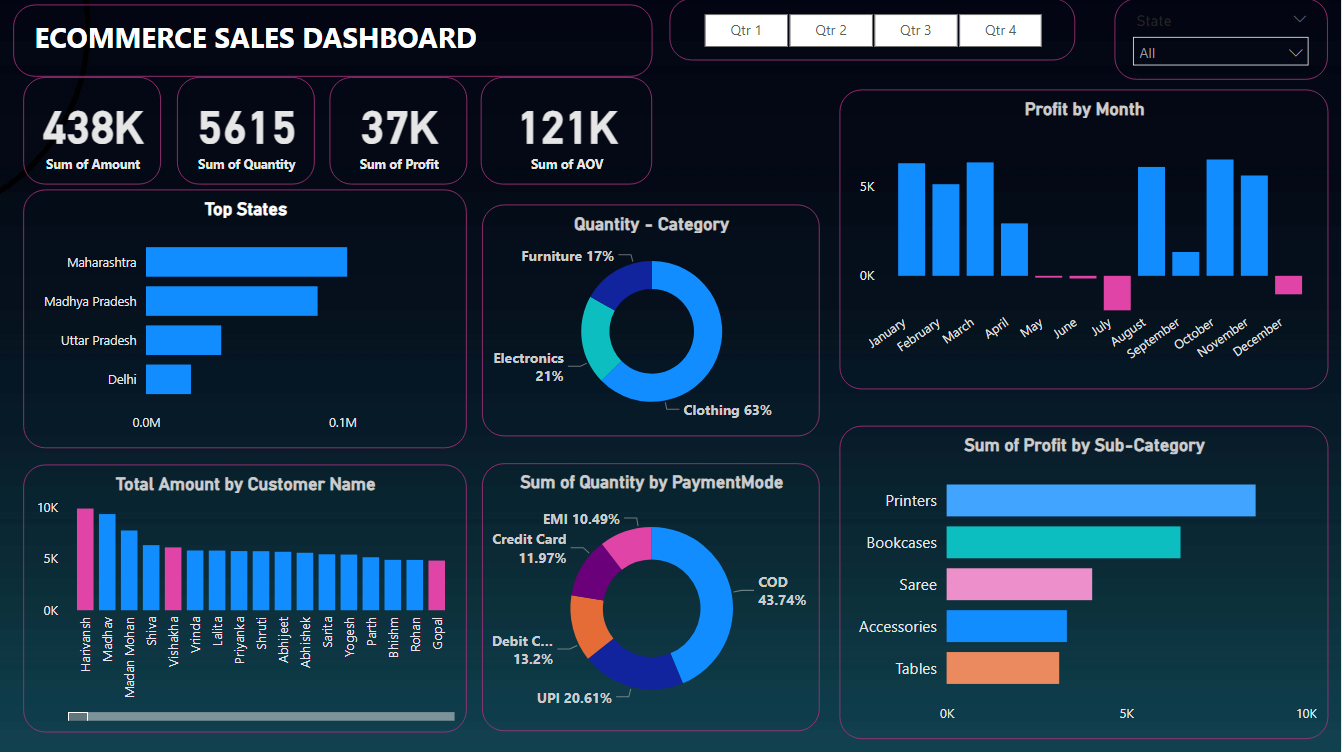 ECOMMERCE SALES DASHBOARD
Qtr 1
Qtr 2
Qtr 3
Qtr 4
State
All
438K
Sum of Amount
5615
Sum of Quantity
37K
Sum of Profit
121K
Sum of AOV
Profit by Month
5K
0K
January
February
March
April
May
June
July
August
September
October
November
December
Top States
Maharashtra
Madhya Pradesh
Uttar Pradesh
Delhi
0.0M
0.1M
Quantity - Category
Furniture 17%
Electronics
21%
Clothing 63%
Total Amount by Customer Name
10K
5K
0K
Harivansh
Madhav
Madan Mohan
Shiva
Vishakha
Vrinda
Lalita
Priyanka
Shruti
Abhijeet
Abhishek
Sarita
Yogesh
Parth
Bhishm
Rohan
Gopal
Sum of Quantity by PaymentMode
EMI 10.49%
Credit Card
11.97%
COD
43.74%
Debit C...
13.2%
UPI 20.61%
Sum of Profit by Sub-Category
Printers
Bookcases
Saree
Accessories
Tables
0K
5K
10K